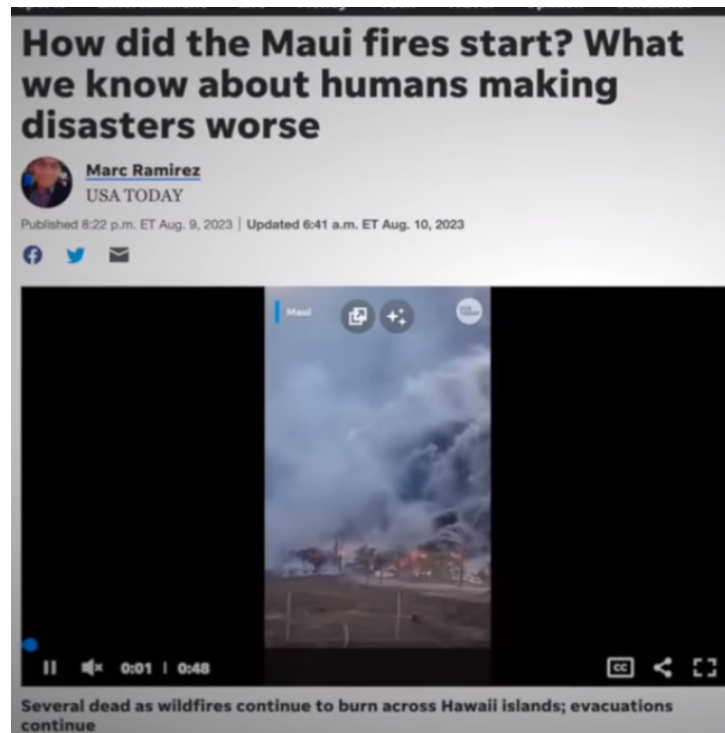 How did the Maui fires start? What
we know about humans making
disasters worse
Marc Ramirez
USA TODAY
Published 8:22 p.m. ET Aug. 9, 2023 | Updated 6:41 a.m. ET Aug. 10, 2023
Maui
USA TODAY
0:01 | 0:48
CC
Several dead as wildfires continue to burn across Hawaii islands; evacuations
continue